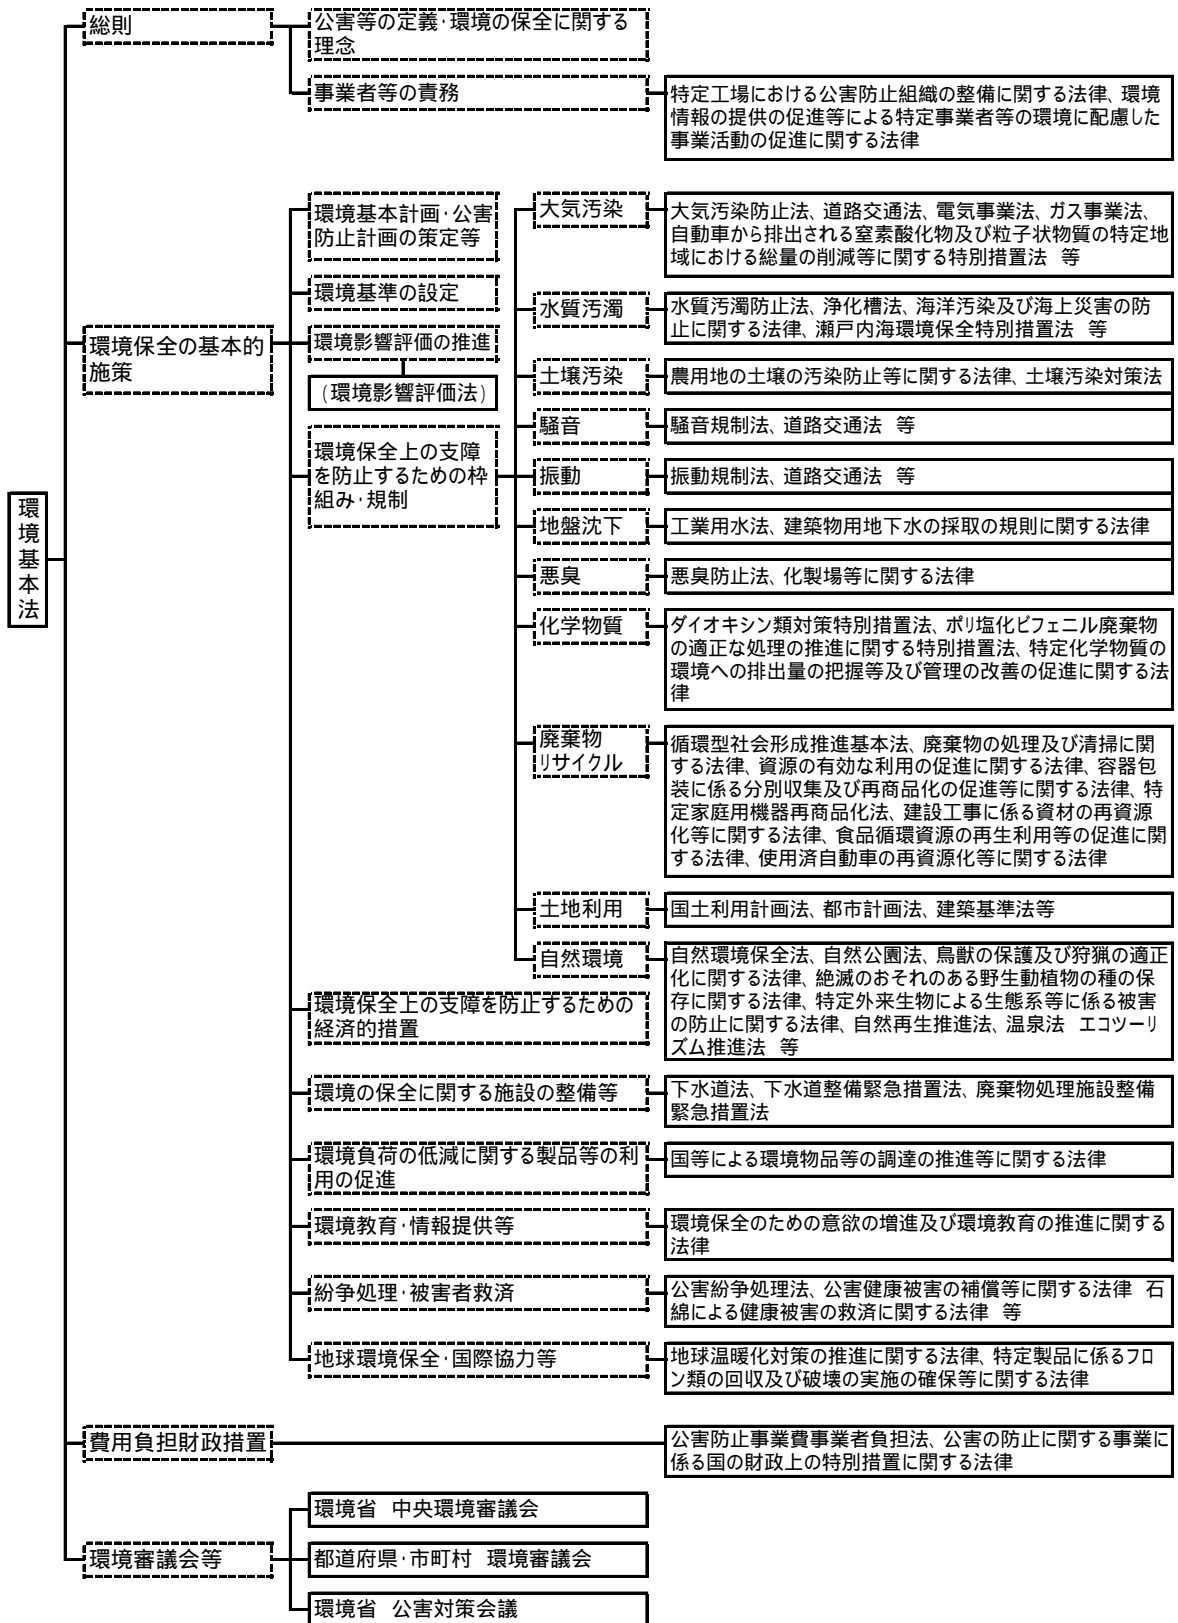 環境基本法
総則
公害等の定義・環境の保全に関する
理念
事業者等の責務
特定工場における公害防止組織の整備に関する法律、環境
情報の提供の促進等による特定事業者等の環境に配慮した
事業活動の促進に関する法律
環境保全の基本的
施策
環境基本計画・公害
防止計画の策定等
環境基準の設定
環境影響評価の推進
(環境影響評価法)
環境保全上の支障
を防止するための枠
組み・規制
大気汚染
大気汚染防止法、道路交通法、電気事業法、ガス事業法、
自動車から排出される窒素酸化物及び粒子状物質の特定地
域における総量の削減等に関する特別措置法 等
水質汚濁
水質汚濁防止法、浄化槽法、海洋汚染及び海上災害の防
止に関する法律、瀬戸内海環境保全特別措置法 等
土壌汚染
農用地の土壌の汚染防止等に関する法律、土壌汚染対策法
騒音
騒音規制法、道路交通法 等
振動
振動規制法、道路交通法 等
地盤沈下
工業用水法、建築物用地下水の採取の規則に関する法律
悪臭
悪臭防止法、化製場等に関する法律
化学物質
ダイオキシン類対策特別措置法、ポリ塩化ビフェニル廃棄物
の適正な処理の推進に関する特別措置法、特定化学物質の
環境への排出量の把握等及び管理の改善の促進に関する法
律
廃棄物
リサイクル
循環型社会形成推進基本法、廃棄物の処理及び清掃に関
する法律、資源の有効な利用の促進に関する法律、容器包
装に係る分別収集及び再商品化の促進等に関する法律、特
定家庭用機器再商品化法、建設工事に係る資材の再資源
化等に関する法律、食品循環資源の再生利用等の促進に関
する法律、使用済自動車の再資源化等に関する法律
土地利用
国土利用計画法、都市計画法、建築基準法等
自然環境
自然環境保全法、自然公園法、鳥獣の保護及び狩猟の適正
化に関する法律、絶滅のおそれのある野生動植物の種の保
存に関する法律、特定外来生物による生態系等に係る被害
の防止に関する法律、自然再生推進法、温泉法 エコツーリ
ズム推進法 等
環境保全上の支障を防止するための
経済的措置
環境の保全に関する施設の整備等
下水道法、下水道整備緊急措置法、廃棄物処理施設整備
緊急措置法
環境負荷の低減に関する製品等の利
用の促進
国等による環境物品等の調達の推進等に関する法律
環境教育・情報提供等
環境保全のための意欲の増進及び環境教育の推進に関する
法律
紛争処理・被害者救済
公害紛争処理法、公害健康被害の補償等に関する法律 石
綿による健康被害の救済に関する法律 等
地球環境保全・国際協力等
地球温暖化対策の推進に関する法律、特定製品に係るフロ
ン類の回収及び破壊の実施の確保等に関する法律
費用負担財政措置
公害防止事業費事業者負担法、公害の防止に関する事業に
係る国の財政上の特別措置に関する法律
環境審議会等
環境省 中央環境審議会
都道府県・市町村 環境審議会
環境省 公害対策会議